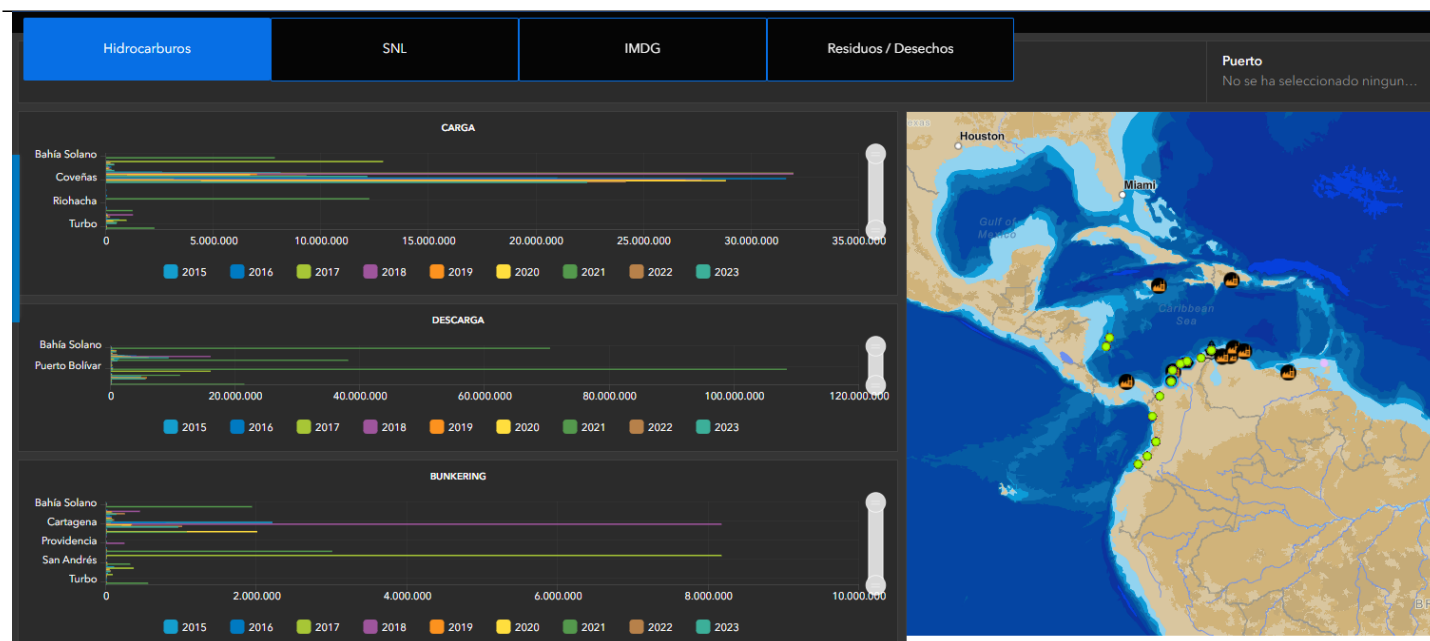 Hidrocarburos
SNL
IMDG
Residuos / Desechos
Puerto
No se ha seleccionado ningun...
CARGA
Bahía Solano
Coveñas
Riohacha
Turbo
0 5.000.000 10.000.000 15.000.000 20.000.000 25.000.000 30.000.000 35.000.000
2015 2016 2017 2018 2019 2020 2021 2022 2023
DESCARGA
Bahía Solano
Puerto Bolívar
0 20.000.000 40.000.000 60.000.000 80.000.000 100.000.000 120.000.000
2015 2016 2017 2018 2019 2020 2021 2022 2023
BUNKERING
Bahía Solano
Cartagena
Providencia
San Andrés
Turbo
0 2.000.000 4.000.000 6.000.000 8.000.000 10.000.000
2015 2016 2017 2018 2019 2020 2021 2022 2023
Houston
Miami
Gulf of
Mexico
Caribbean
Sea